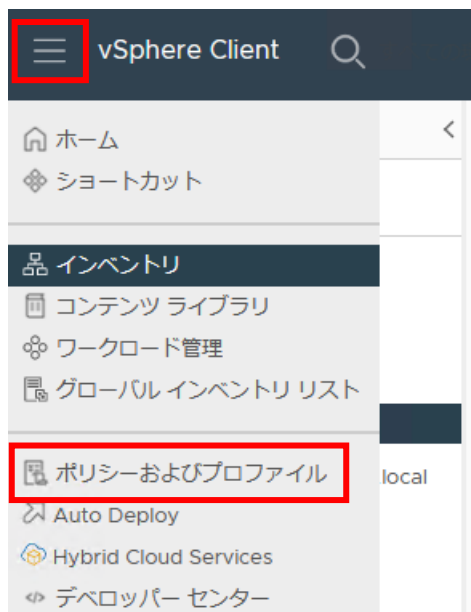 vSphere Client
ホーム
ショートカット
インベントリ
コンテンツ ライブラリ
ワークロード管理
グローバル インベントリ リスト
ポリシーおよびプロファイル
local
Auto Deploy
Hybrid Cloud Services
デベロッパー センター